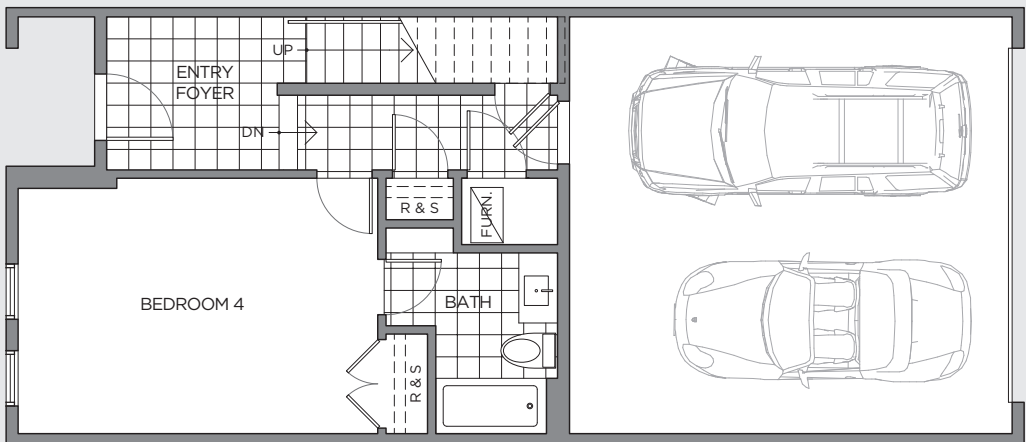 UP
ENTRY
FOYER
DN
R & S
FURN.
BEDROOM 4
BATH
R & S